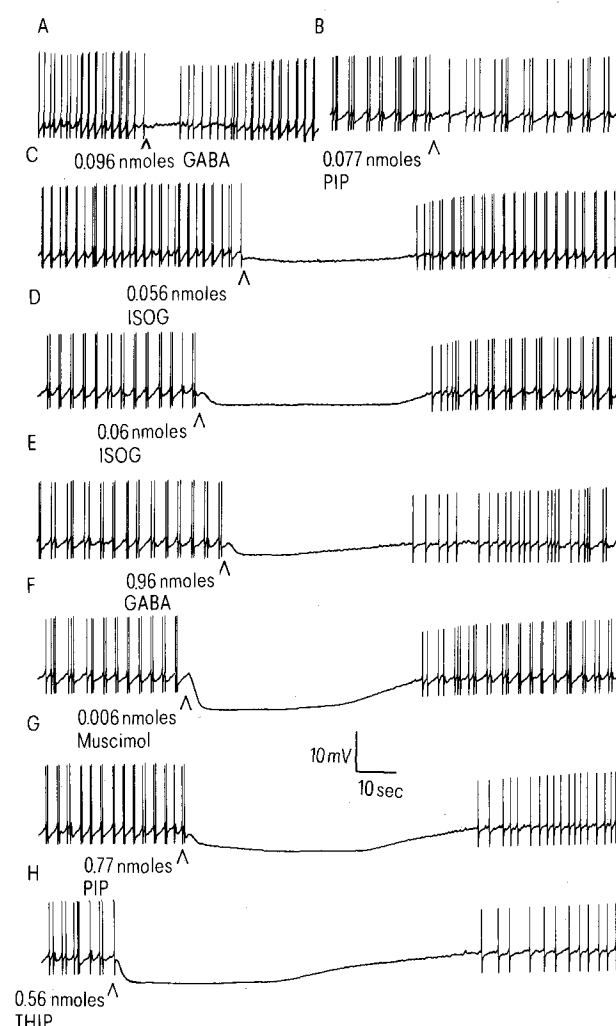 A
B
0.096 nmoles GABA
0.077 nmoles
PIP
C
0.056 nmoles
ISOG
D
0.06 nmoles
ISOG
E
0.96 nmoles
GABA
F
0.006 nmoles
Muscimol
G
10 mV
10 sec
0.77 nmoles
PIP
H
0.56 nmoles
THIP